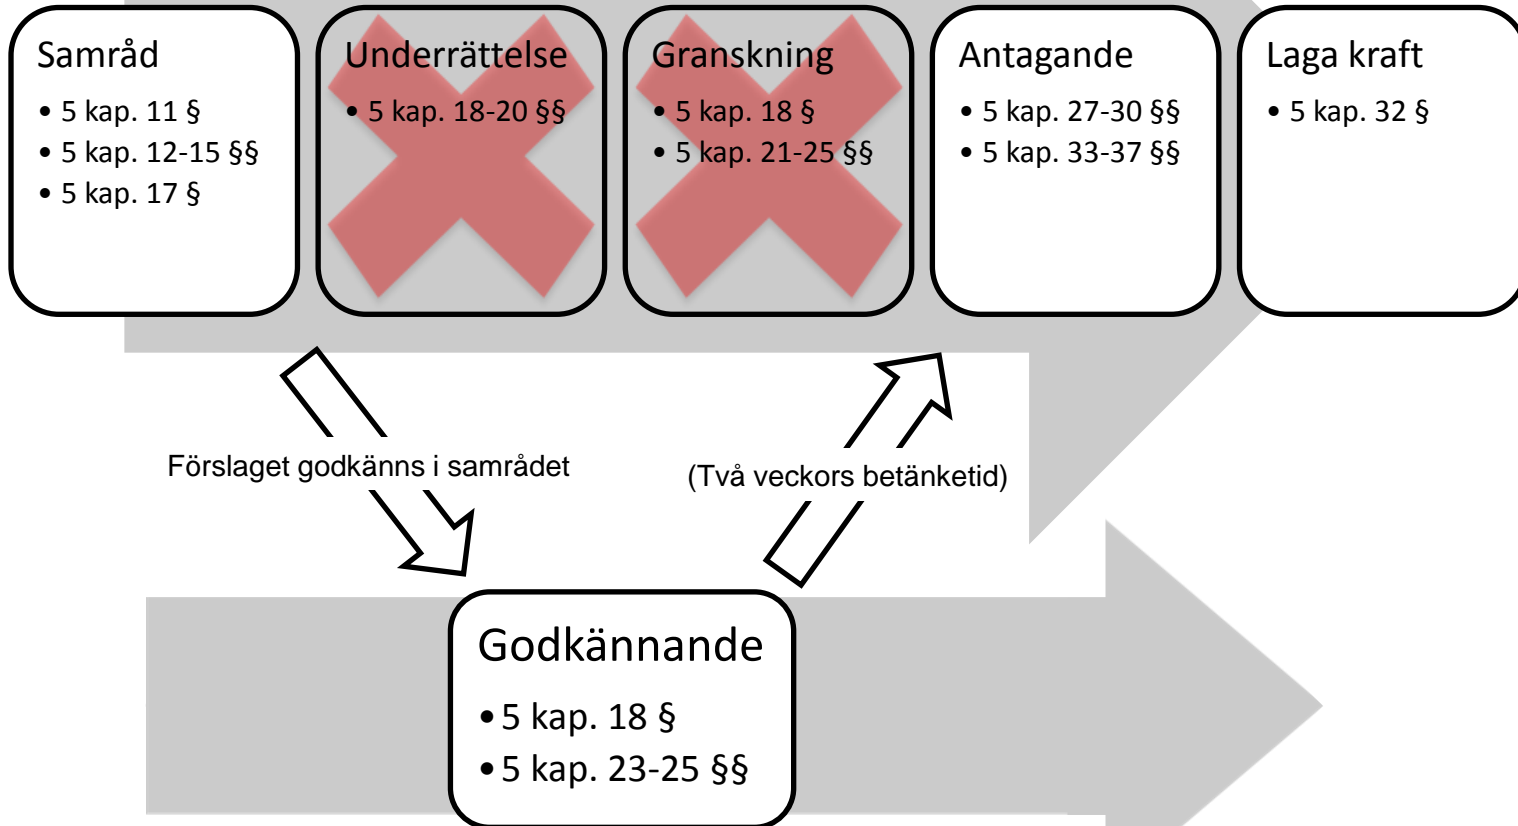 Samråd
• 5 kap. 11 §
• 5 kap. 12-15 §§
• 5 kap. 17 §
Underrättelse
• 5 kap. 18-20 §§
Granskning
• 5 kap. 18 §
• 5 kap. 21-25 §§
Antagande
• 5 kap. 27-30 §§
• 5 kap. 33-37 §§
Laga kraft
• 5 kap. 32 §
Förslaget godkänns i samrådet
(Två veckors betänketid)
Godkännande
• 5 kap. 18 §
• 5 kap. 23-25 §§